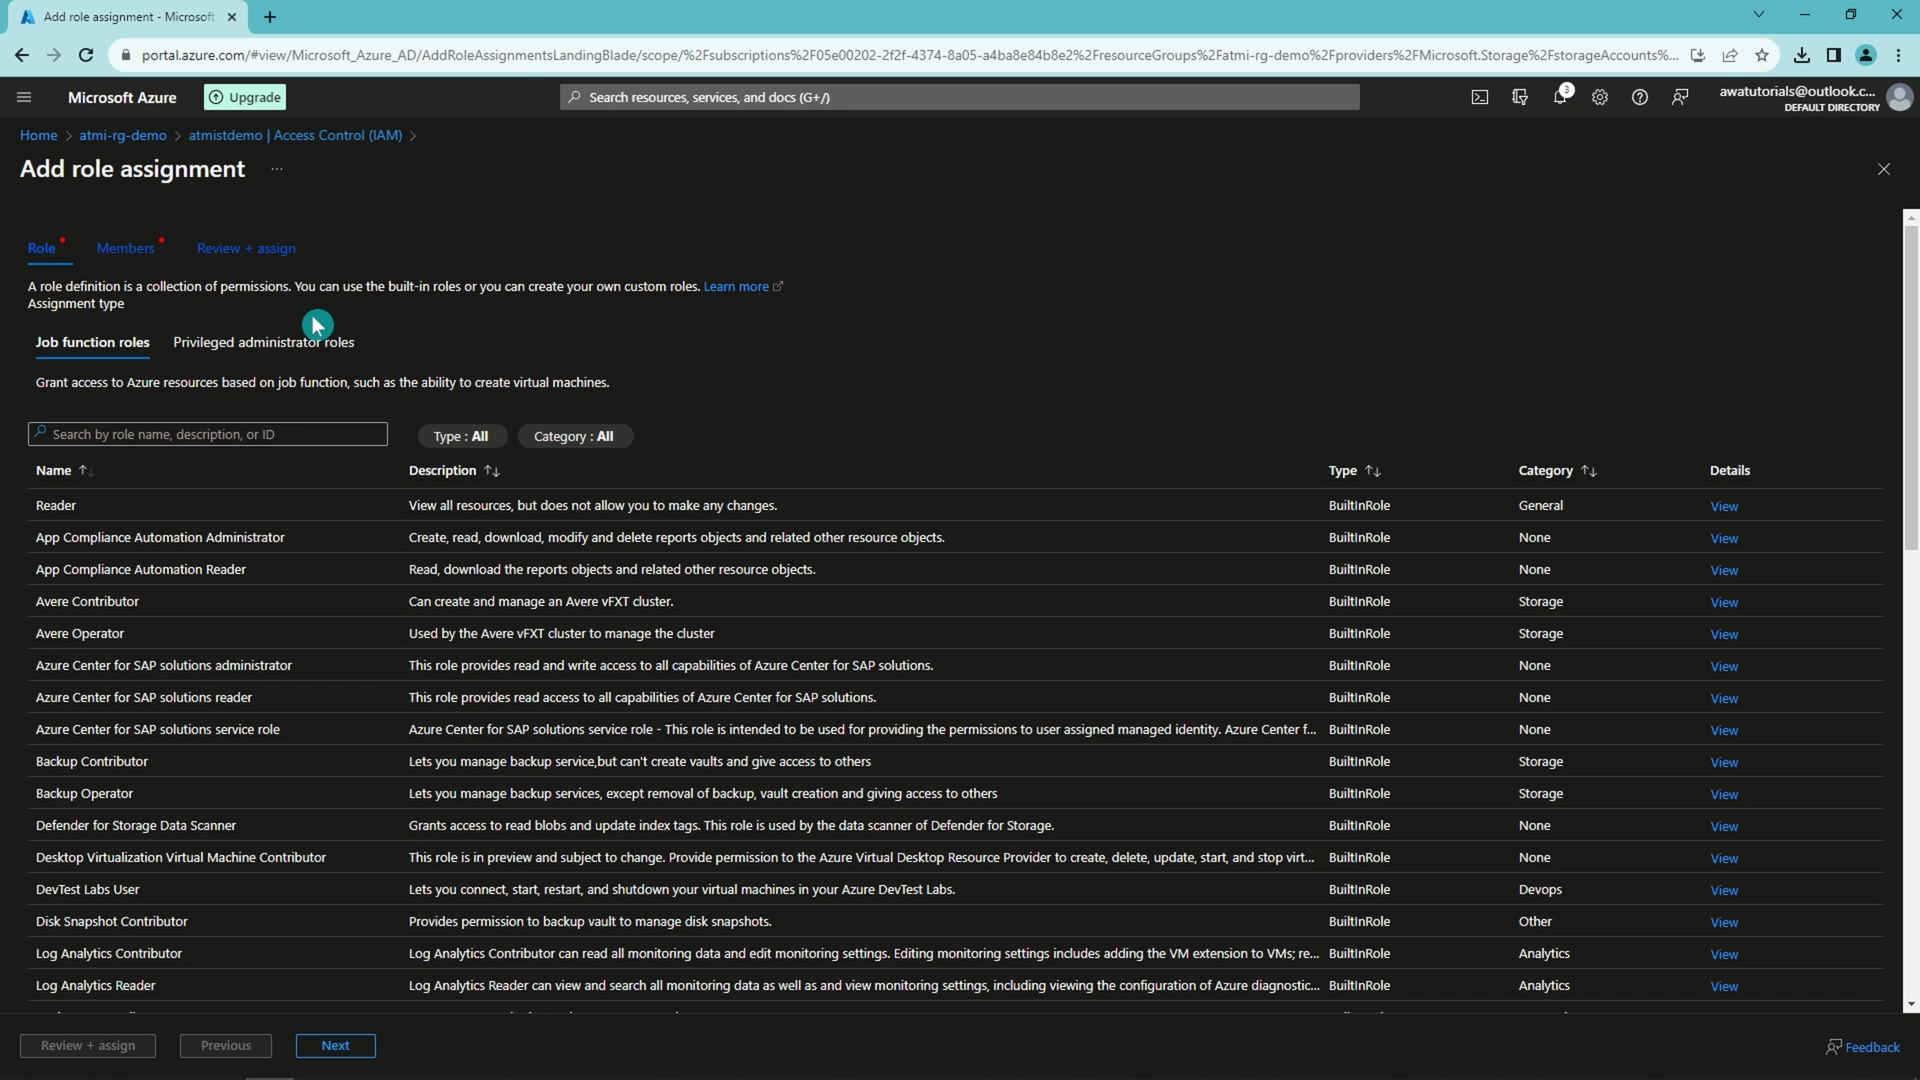 Add role assignment - Microsoft
portal.azure.com/#view/Microsoft_Azure_AD/AddRoleAssignmentsLandingBlade/scope/%2Fsubscriptions%2F05e00202-2f2f-4374-8a05-a4ba8e84b8e2%2FresourceGroups%2Fatmi-rg-demo%2Fproviders%2FMicrosoft.Storage%2FstorageAccounts%...
Microsoft Azure Upgrade Search resources, services, and docs (G+/) 3 awatutorials@outlook.c...
DEFAULT DIRECTORY
Home > atmi-rg-demo > atmistdemo | Access Control (IAM) >
Add role assignment ...
Role Members Review + assign
A role definition is a collection of permissions. You can use the built-in roles or you can create your own custom roles. Learn more
Assignment type
Job function roles Privileged administrator roles
Grant access to Azure resources based on job function, such as the ability to create virtual machines.
Search by role name, description, or ID Type : All Category : All
Name Description Type Category Details
Reader View all resources, but does not allow you to make any changes. BuiltInRole General View
App Compliance Automation Administrator Create, read, download, modify and delete reports objects and related other resource objects. BuiltInRole None View
App Compliance Automation Reader Read, download the reports objects and related other resource objects. BuiltInRole None View
Avere Contributor Can create and manage an Avere vFXT cluster. BuiltInRole Storage View
Avere Operator Used by the Avere vFXT cluster to manage the cluster BuiltInRole Storage View
Azure Center for SAP solutions administrator This role provides read and write access to all capabilities of Azure Center for SAP solutions. BuiltInRole None View
Azure Center for SAP solutions reader This role provides read access to all capabilities of Azure Center for SAP solutions. BuiltInRole None View
Azure Center for SAP solutions service role Azure Center for SAP solutions service role - This role is intended to be used for providing the permissions to user assigned managed identity. Azure Center f... BuiltInRole None View
Backup Contributor Lets you manage backup service,but can't create vaults and give access to others BuiltInRole Storage View
Backup Operator Lets you manage backup services, except removal of backup, vault creation and giving access to others BuiltInRole Storage View
Defender for Storage Data Scanner Grants access to read blobs and update index tags. This role is used by the data scanner of Defender for Storage. BuiltInRole None View
Desktop Virtualization Virtual Machine Contributor This role is in preview and subject to change. Provide permission to the Azure Virtual Desktop Resource Provider to create, delete, update, start, and stop virt... BuiltInRole None View
DevTest Labs User Lets you connect, start, restart, and shutdown your virtual machines in your Azure DevTest Labs. BuiltInRole Devops View
Disk Snapshot Contributor Provides permission to backup vault to manage disk snapshots. BuiltInRole Other View
Log Analytics Contributor Log Analytics Contributor can read all monitoring data and edit monitoring settings. Editing monitoring settings includes adding the VM extension to VMs; re... BuiltInRole Analytics View
Log Analytics Reader Log Analytics Reader can view and search all monitoring data as well as and view monitoring settings, including viewing the configuration of Azure diagnostic... BuiltInRole Analytics View
Review + assign Previous Next Feedback